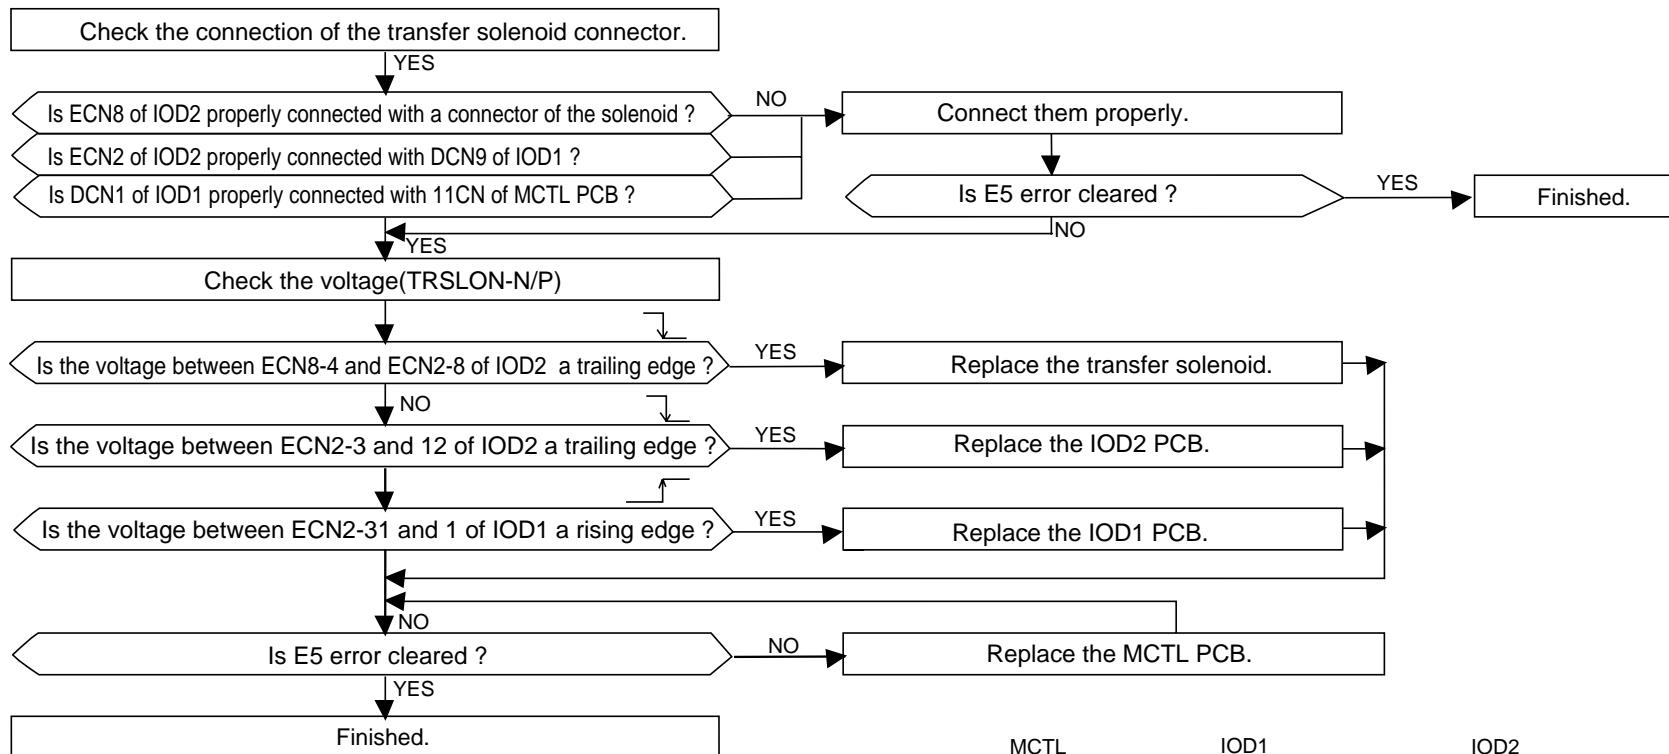 Check the connection of the transfer solenoid connector.
YES
Is ECN8 of IOD2 properly connected with a connector of the solenoid ?
NO
Connect them properly.
Is ECN2 of IOD2 properly connected with DCN9 of IOD1 ?
Is DCN1 of IOD1 properly connected with 11CN of MCTL PCB ?
Is E5 error cleared ?
YES
Finished.
NO
YES
Check the voltage(TRSLON-N/P)
Is the voltage between ECN8-4 and ECN2-8 of IOD2 a trailing edge ?
YES
Replace the transfer solenoid.
NO
Is the voltage between ECN2-3 and 12 of IOD2 a trailing edge ?
YES
Replace the IOD2 PCB.
Is the voltage between ECN2-31 and 1 of IOD1 a rising edge ?
YES
Replace the IOD1 PCB.
NO
Is E5 error cleared ?
NO
Replace the MCTL PCB.
YES
Finished.
MCTL
IOD1
IOD2